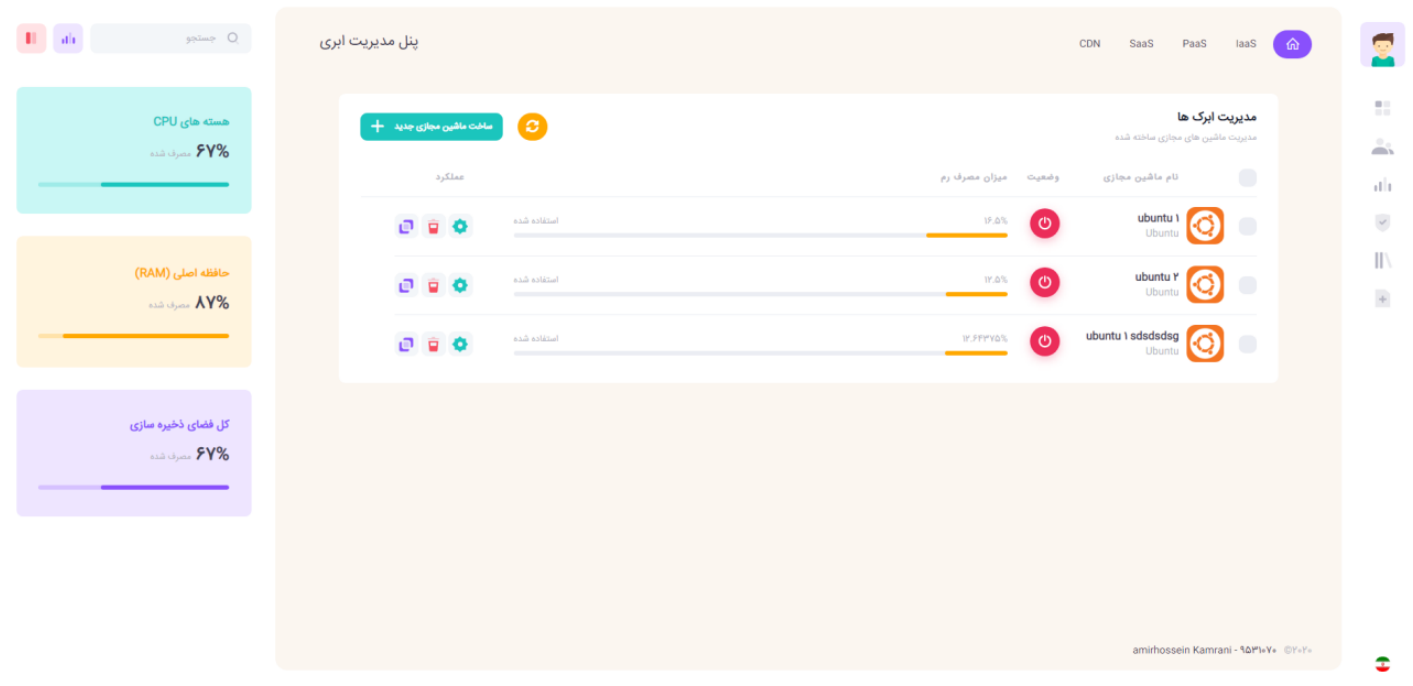 پنل مدیریت ابری
IaaS
PaaS
SaaS
CDN
جستجو
مدیریت ابرک ها
مدیریت ماشین های مجازی ساخته شده
ساخت ماشین مجازی جدید
نام ماشین مجازی
وضعیت
میزان مصرف رم
عملکرد
ubuntu ۱
Ubuntu
۱۶.۵%
استفاده شده
ubuntu ۲
Ubuntu
۱۲.۵%
استفاده شده
ubuntu ۱ sdsdsdsg
Ubuntu
۱۲.۶۴۳۷۵%
استفاده شده
هسته های CPU
۶۷% مصرف شده
حافظه اصلی (RAM)
۸۷% مصرف شده
کل فضای ذخیره سازی
۶۷% مصرف شده
amirhossein Kamrani - ۹۵۳۱۰۷۰ ©۲۰۲۰